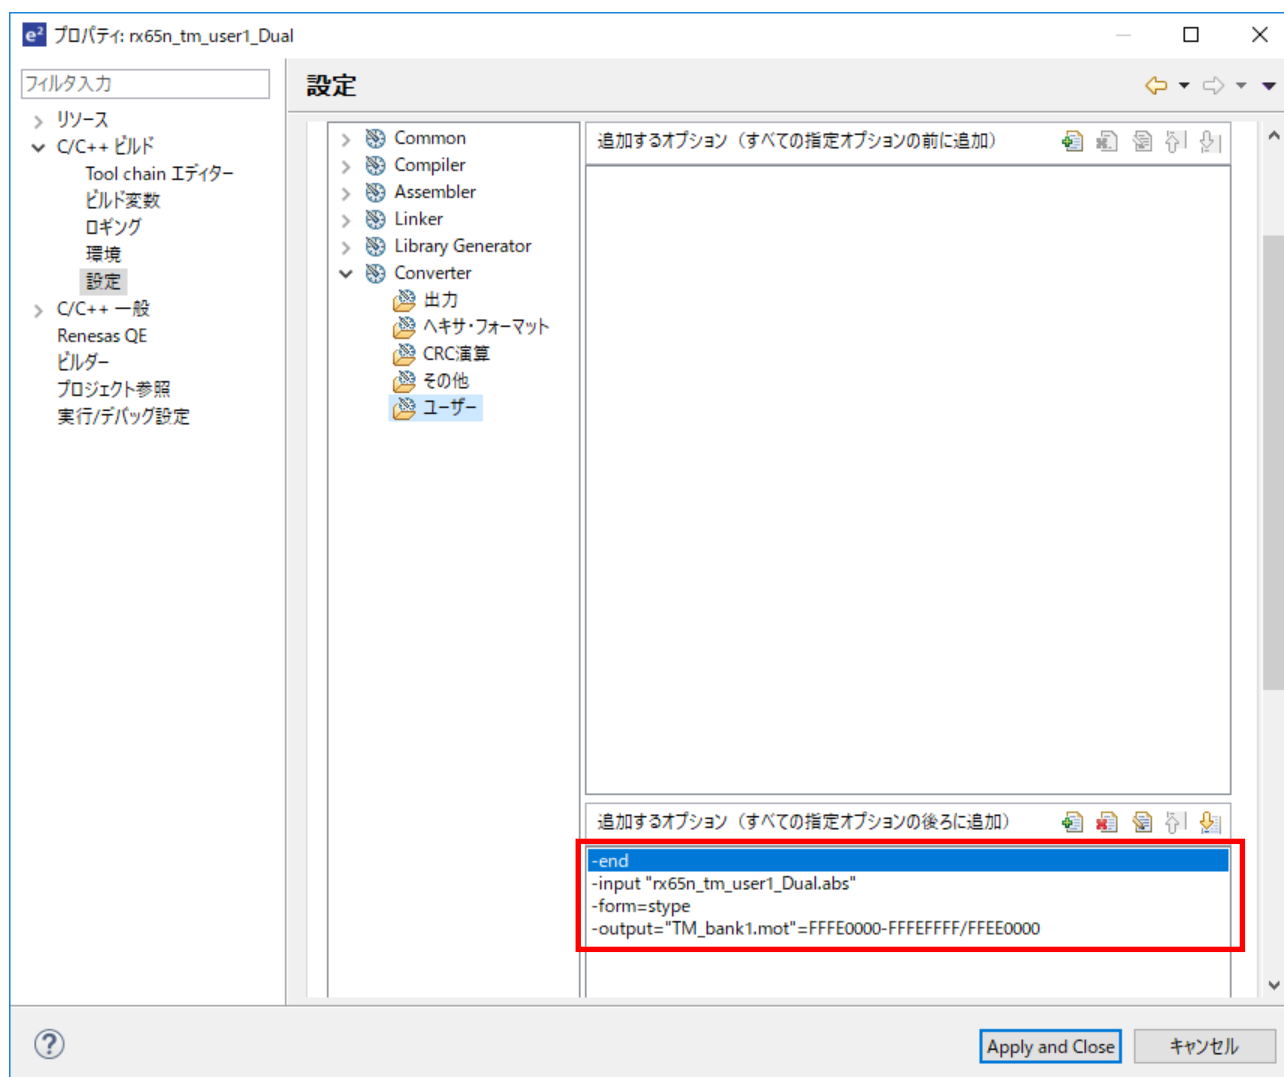 e² プロパティ: rx65n_tm_user1_Dual
フィルタ入力
設定
リソース
C/C++ ビルド
Tool chain エディター
ビルド変数
ロギング
環境
設定
C/C++ 一般
Renesas QE
ビルダー
プロジェクト参照
実行/デバッグ設定
Common
Compiler
Assembler
Linker
Library Generator
Converter
出力
ヘキサ・フォーマット
CRC演算
その他
ユーザー
追加するオプション（すべての指定オプションの前に追加）
追加するオプション（すべての指定オプションの後ろに追加）
-end
-input "rx65n_tm_user1_Dual.abs"
-form=stype
-output="TM_bank1.mot"=FFFE0000-FFFEFFFF/FFEE0000
Apply and Close
キャンセル